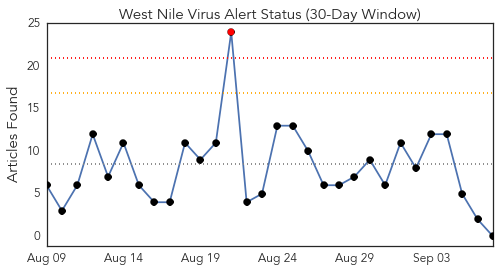 West Nile Virus Alert Status (30-Day Window)
Articles Found
25
20
15
10
5
0
Aug 09
Aug 14
Aug 19
Aug 24
Aug 29
Sep 03